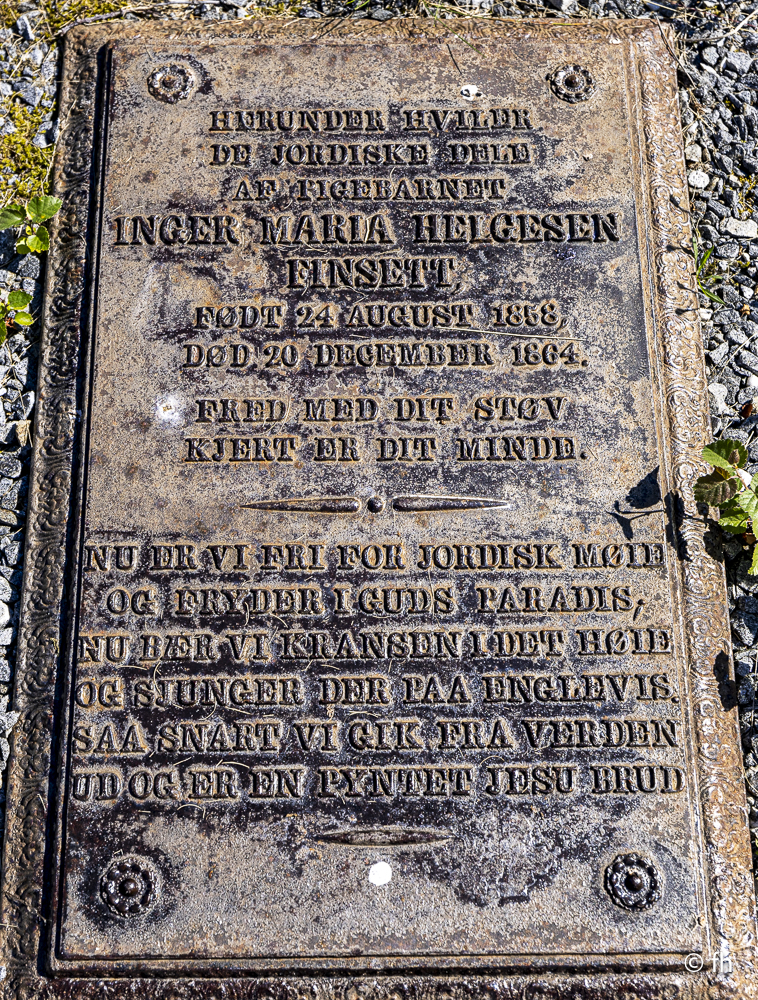 HERUNDER HVILER
DE JORDISKE DELE
AF PIGEBARNET
INGER MARIA HELGESEN
FINSETT,
FØDT 24 AUGUST 1858,
DØD 20 DECEMBER 1864.
FRED MED DIT STØV
KJERT ER DIT MINDE.
NU ER VI FRI FOR JORDISK MØIE
OG FRYDER I GUDS PARADIS,
NU BÆR VI KRANSEN I DET HØIE
OG SJUNGER DER PAA ENGLEVIS.
SAA SNART VI GIK FRA VERDEN
UD OG ER EN PYNTET JESU BRUD
© fh